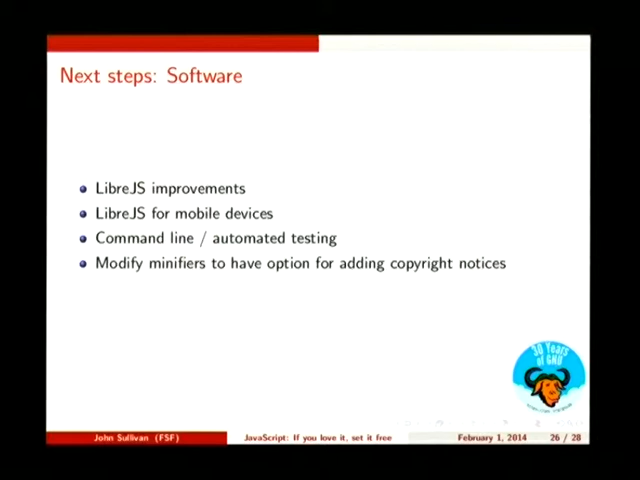 Next steps: Software
LibreJS improvements
LibreJS for mobile devices
Command line / automated testing
Modify minifiers to have option for adding copyright notices
30 Years
of GNU
John Sullivan (FSF)
JavaScript: If you love it, set it free
February 1, 2014
26 / 28